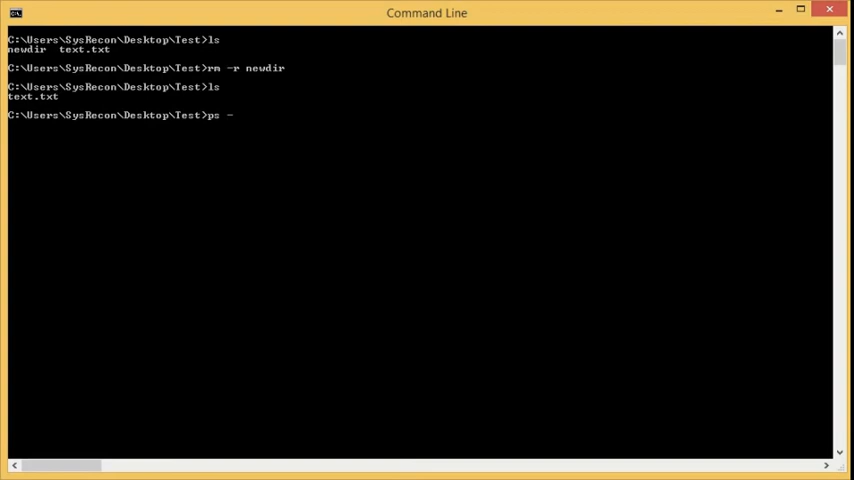 Command Line
C:\Users\SysRecon\Desktop\Test>ls
newdir  text.txt
C:\Users\SysRecon\Desktop\Test>rm -r newdir
C:\Users\SysRecon\Desktop\Test>ls
text.txt
C:\Users\SysRecon\Desktop\Test>ps -